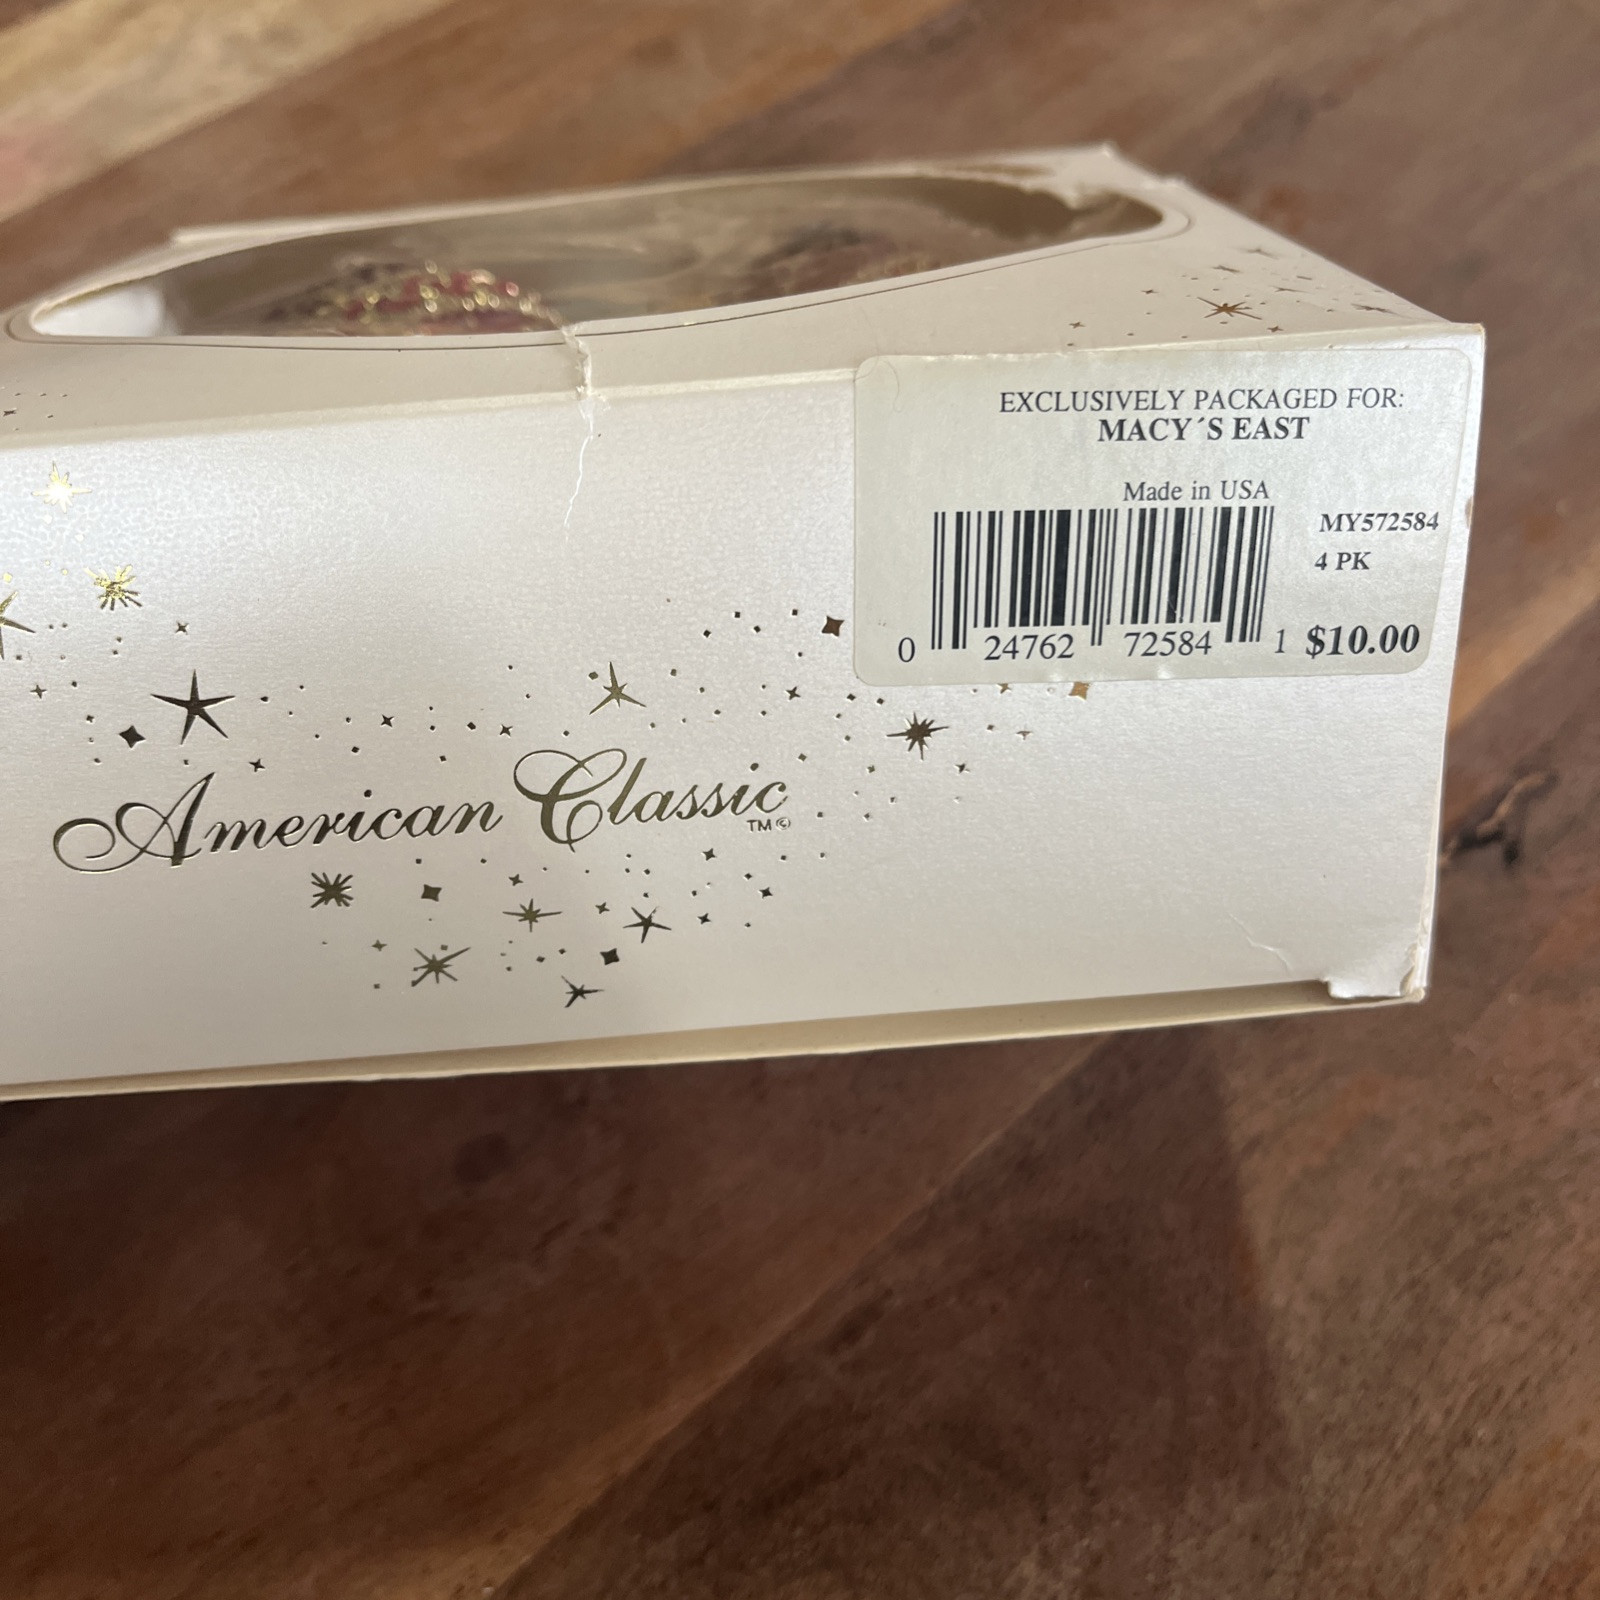 EXCLUSIVELY PACKAGED FOR:
MACY´S EAST
Made in USA
MY572584
4 PK
0 24762 72584 1 $10.00
American Classic
TM©